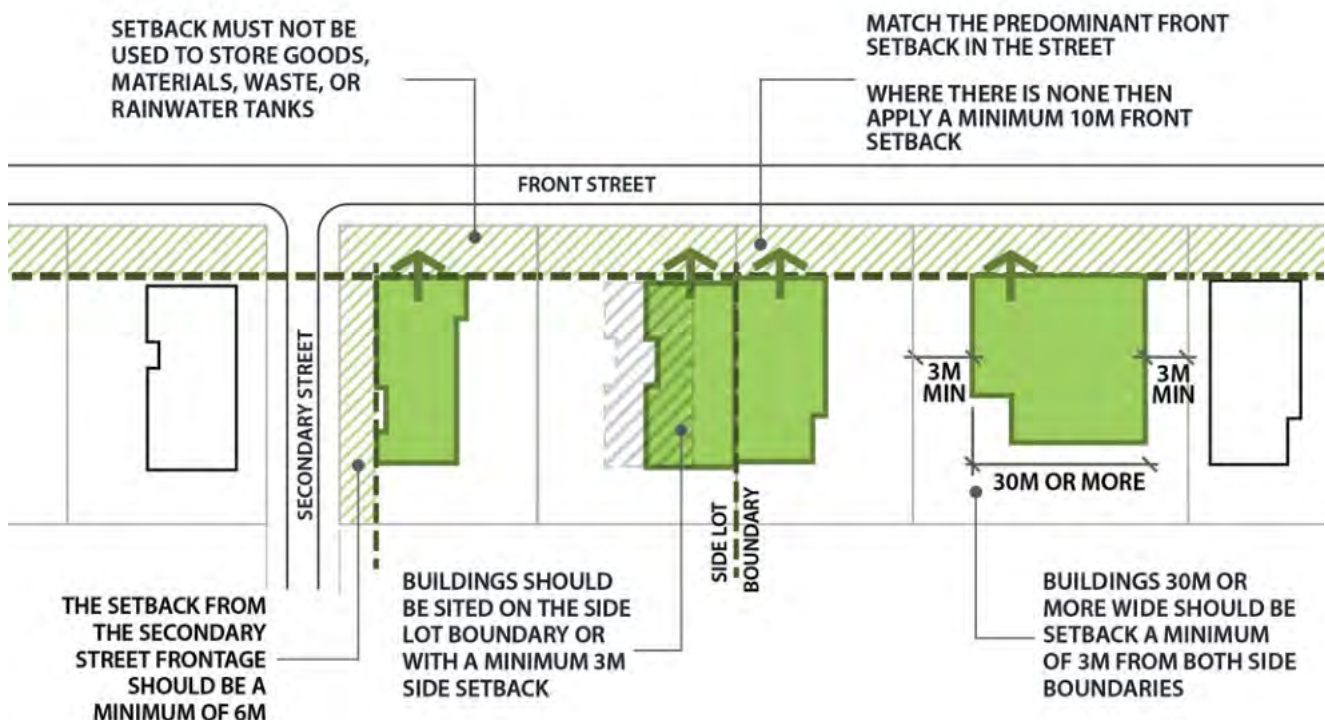 SETBACK MUST NOT BE
USED TO STORE GOODS,
MATERIALS, WASTE, OR
RAINWATER TANKS
MATCH THE PREDOMINANT FRONT
SETBACK IN THE STREET
WHERE THERE IS NONE THEN
APPLY A MINIMUM 10M FRONT
SETBACK
FRONT STREET
SECONDARY STREET
3M
MIN
3M
MIN
30M OR MORE
SIDE LOT
BOUNDARY
THE SETBACK FROM
THE SECONDARY
STREET FRONTAGE
SHOULD BE A
MINIMUM OF 6M
BUILDINGS SHOULD
BE SITED ON THE SIDE
LOT BOUNDARY OR
WITH A MINIMUM 3M
SIDE SETBACK
BUILDINGS 30M OR
MORE WIDE SHOULD BE
SETBACK A MINIMUM
OF 3M FROM BOTH SIDE
BOUNDARIES